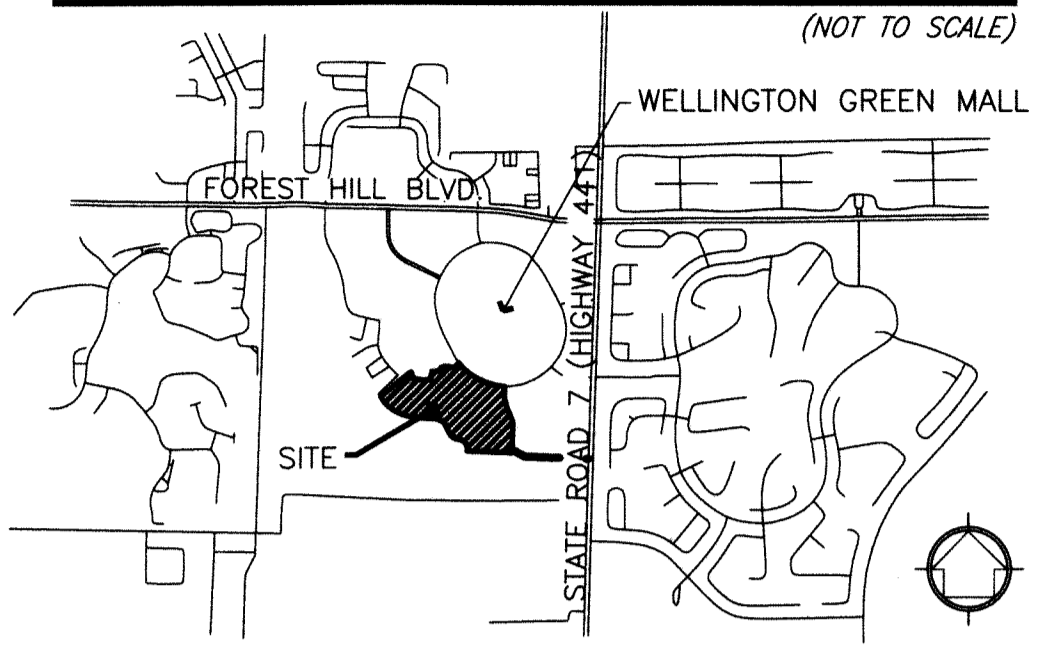 (NOT TO SCALE)
WELLINGTON GREEN MALL
FOREST HILL BLVD.
STATE ROAD 7 (HIGHWAY 441)
SITE